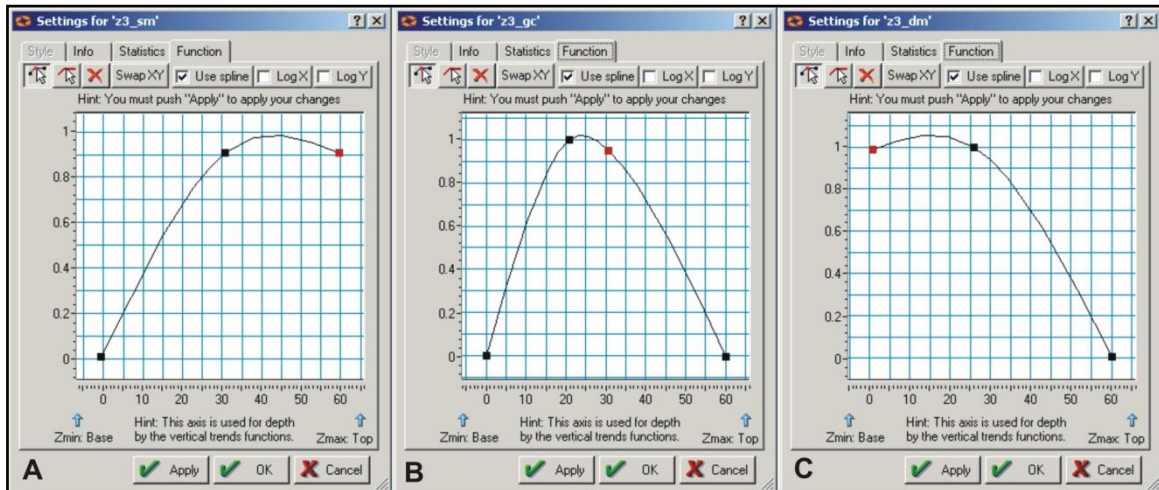 Settings for 'z3_sm'
Style Info Statistics Function
Swap XY Use spline Log X Log Y
Hint: You must push "Apply" to apply your changes
1
0.8
0.6
0.4
0.2
0
0 10 20 30 40 50 60
Hint: This axis is used for depth
by the vertical trends functions.
Zmin: Base
Zmax: Top
A
Apply OK Cancel
Settings for 'z3_gc'
Style Info Statistics Function
Swap XY Use spline Log X Log Y
Hint: You must push "Apply" to apply your changes
1
0.8
0.6
0.4
0.2
0
0 10 20 30 40 50 60
Hint: This axis is used for depth
by the vertical trends functions.
Zmin: Base
Zmax: Top
B
Apply OK Cancel
Settings for 'z3_dm'
Style Info Statistics Function
Swap XY Use spline Log X Log Y
Hint: You must push "Apply" to apply your changes
1
0.8
0.6
0.4
0.2
0
0 10 20 30 40 50 60
Hint: This axis is used for depth
by the vertical trends functions.
Zmin: Base
Zmax: Top
C
Apply OK Cancel